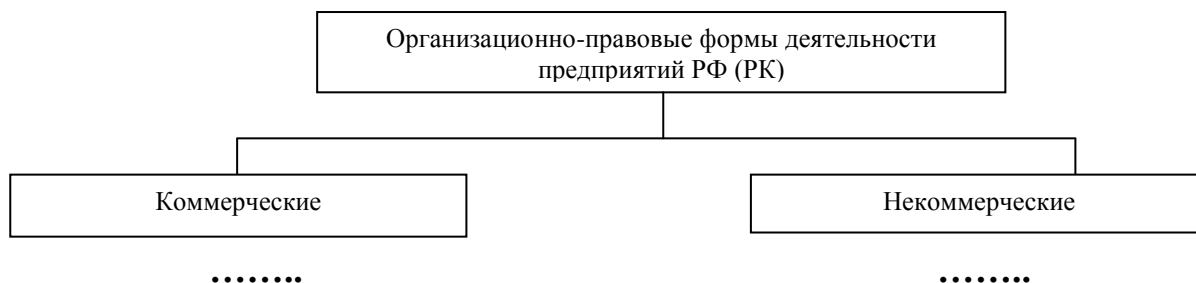 Организационно-правовые формы деятельности
предприятий РФ (РК)
Коммерческие
Некоммерческие
……..
……..